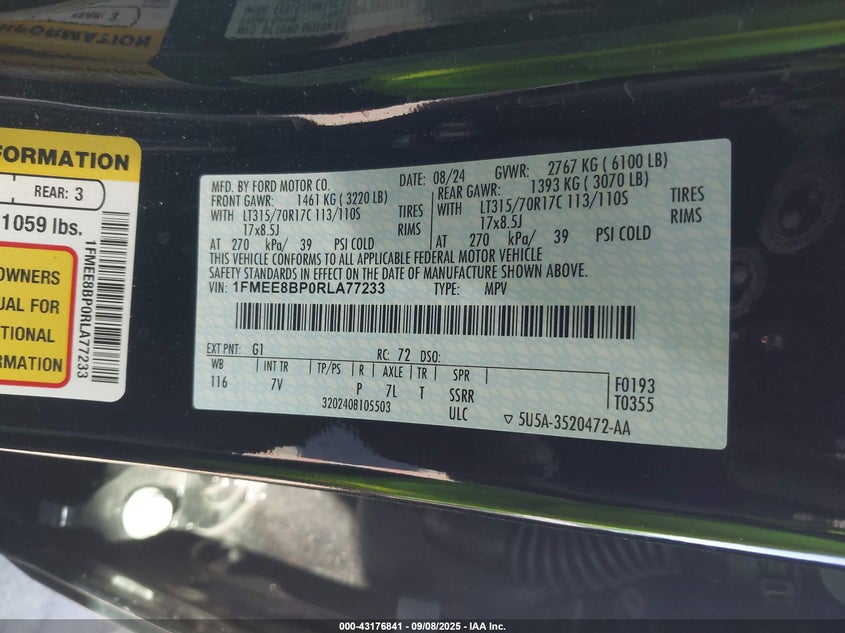 REAR: 3
FORMATION
FORMATION
REAR: 3
1059 lbs.
OWNERS
UAL FOR
TIONAL
RMATION
1FMEE8BP0RLA77233
MFD. BY FORD MOTOR CO. DATE: 08/24 GVWR: 2767 KG ( 6100 LB)
FRONT GAWR: 1461 KG ( 3220 LB) REAR GAWR: 1393 KG ( 3070 LB)
WITH LT315/70R17C 113/110S TIRES WITH LT315/70R17C 113/110S TIRES
17x8.5J RIMS 17x8.5J RIMS
AT 270 kPa/ 39 PSI COLD AT 270 kPa/ 39 PSI COLD
THIS VEHICLE CONFORMS TO ALL APPLICABLE FEDERAL MOTOR VEHICLE
SAFETY STANDARDS IN EFFECT ON THE DATE OF MANUFACTURE SHOWN ABOVE.
VIN: 1FMEE8BP0RLA77233 TYPE: MPV
EXT PNT: G1 RC: 72 DSO:
WB INT TR TP/PS R AXLE TR SPR
116 7V P 7L T SSRR
F0193
T0355
3202408105503 ULC ▽ 5U5A-3520472-AA
000-43176841 - 09/08/2025 - IAA Inc.